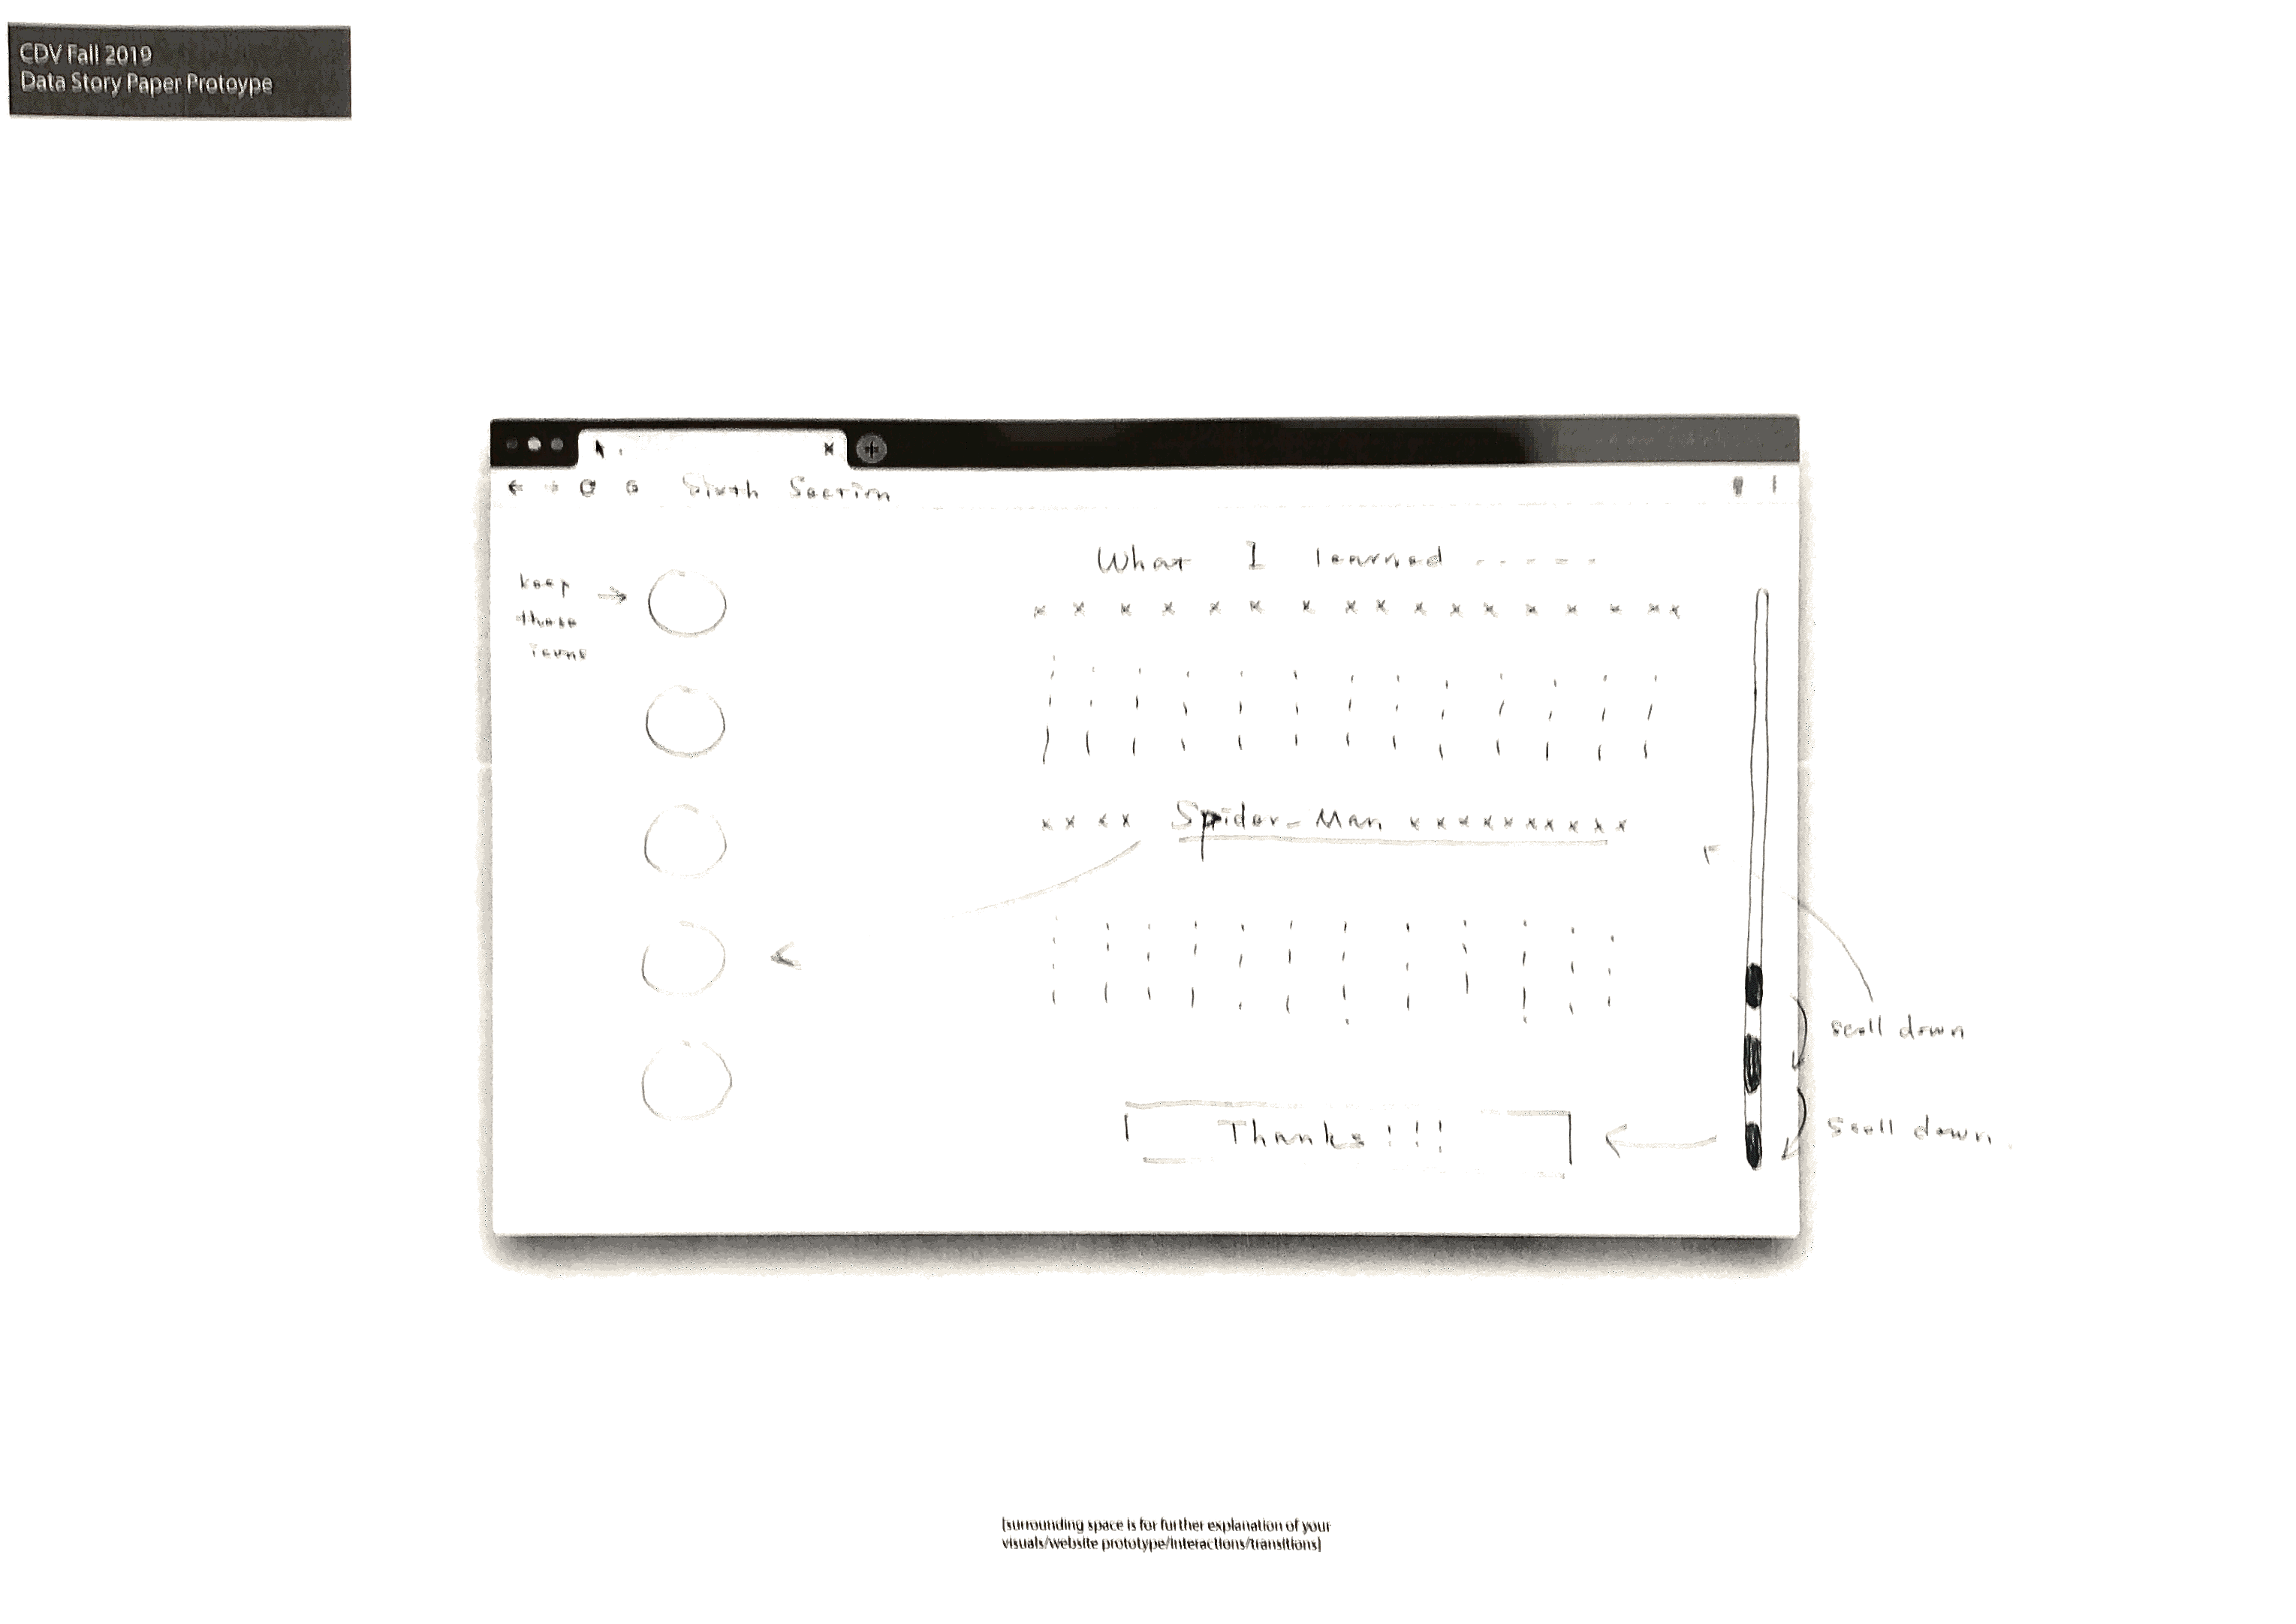 CDV Fall 2019
Data Story Paper Protoype
Sixth Section
What I learned -----
keep
these
icons
x x x x x x x x x x x x x x x x x
x x x x Spider-Man x x x x x x x x x x
scroll down
Thanks!!!
scroll down.
[surrounding space is for further explanation of your
visuals/website prototype/interactions/transitions]